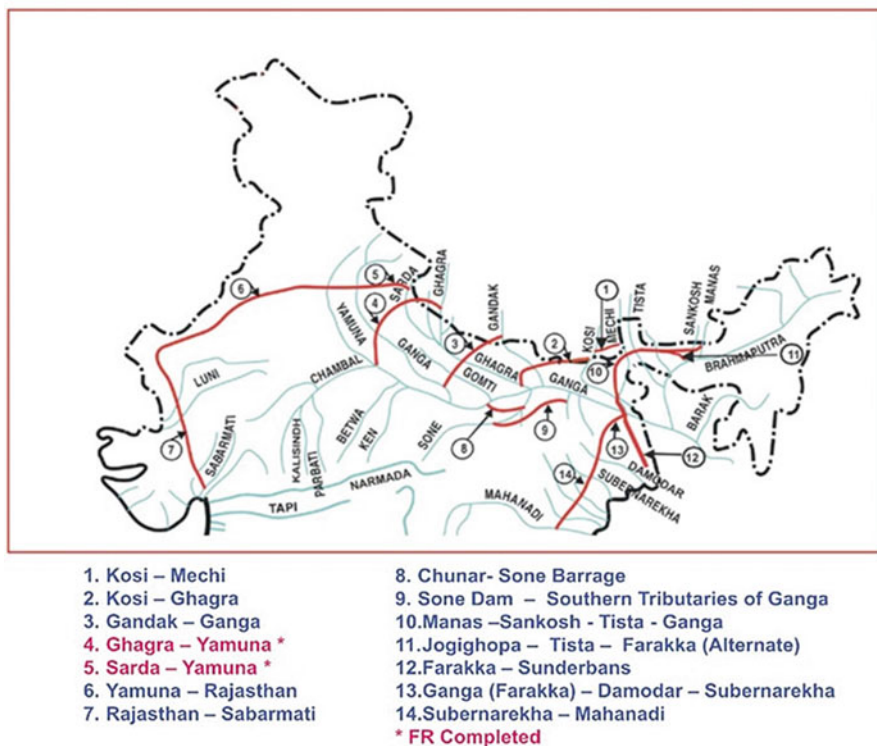 5
SARDA
GHAGRA
6
4
YAMUNA
GANDAK
1
KOSI
MECHI
TISTA
SANKOSH
MANAS
3
2
10
BRAHMAPUTRA
11
LUNI
CHAMBAL
GANGA
GHAGRA
GOMTI
GANGA
BARAK
7
SABARMATI
KALISINDH
PARBATI
BETWA
KEN
SONE
8
9
13
12
14
DAMODAR
SUBERNAREKHA
NARMADA
TAPI
MAHANADI
1. Kosi – Mechi
2. Kosi – Ghagra
3. Gandak – Ganga
4. Ghagra – Yamuna *
5. Sarda – Yamuna *
6. Yamuna – Rajasthan
7. Rajasthan – Sabarmati
8. Chunar- Sone Barrage
9. Sone Dam – Southern Tributaries of Ganga
10.Manas –Sankosh - Tista - Ganga
11.Jogighopa – Tista – Farakka (Alternate)
12.Farakka – Sunderbans
13.Ganga (Farakka) – Damodar – Subernarekha
14.Subernarekha – Mahanadi
* FR Completed